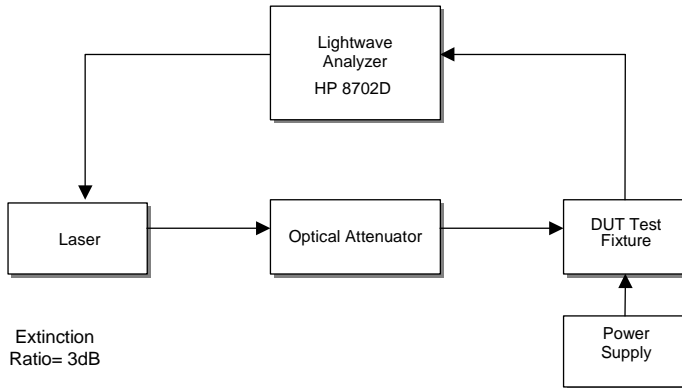 Lightwave
Analyzer
HP 8702D
Laser
Optical Attenuator
DUT Test
Fixture
Extinction
Ratio= 3dB
Power
Supply